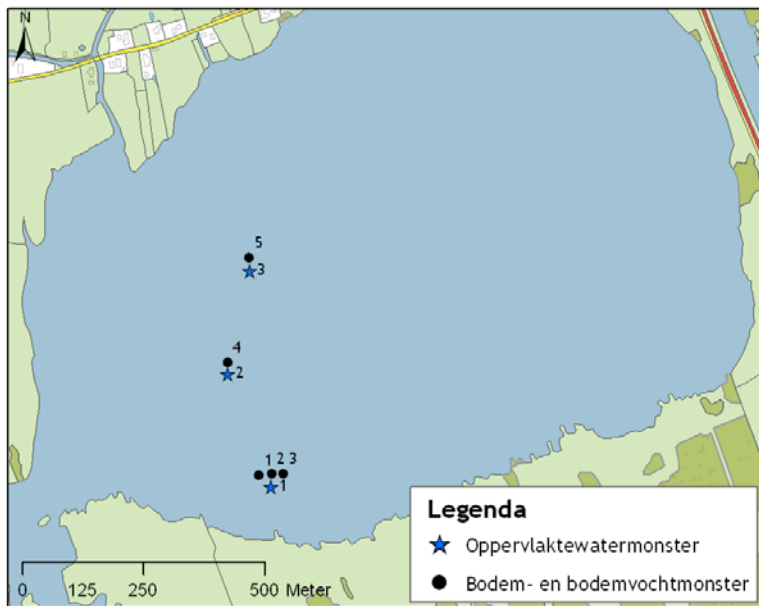 N
5
3
4
2
1 2 3
1
Legenda
Oppervlaktewatermonster
Bodem- en bodemvochtmonster
0 125 250 500 Meter